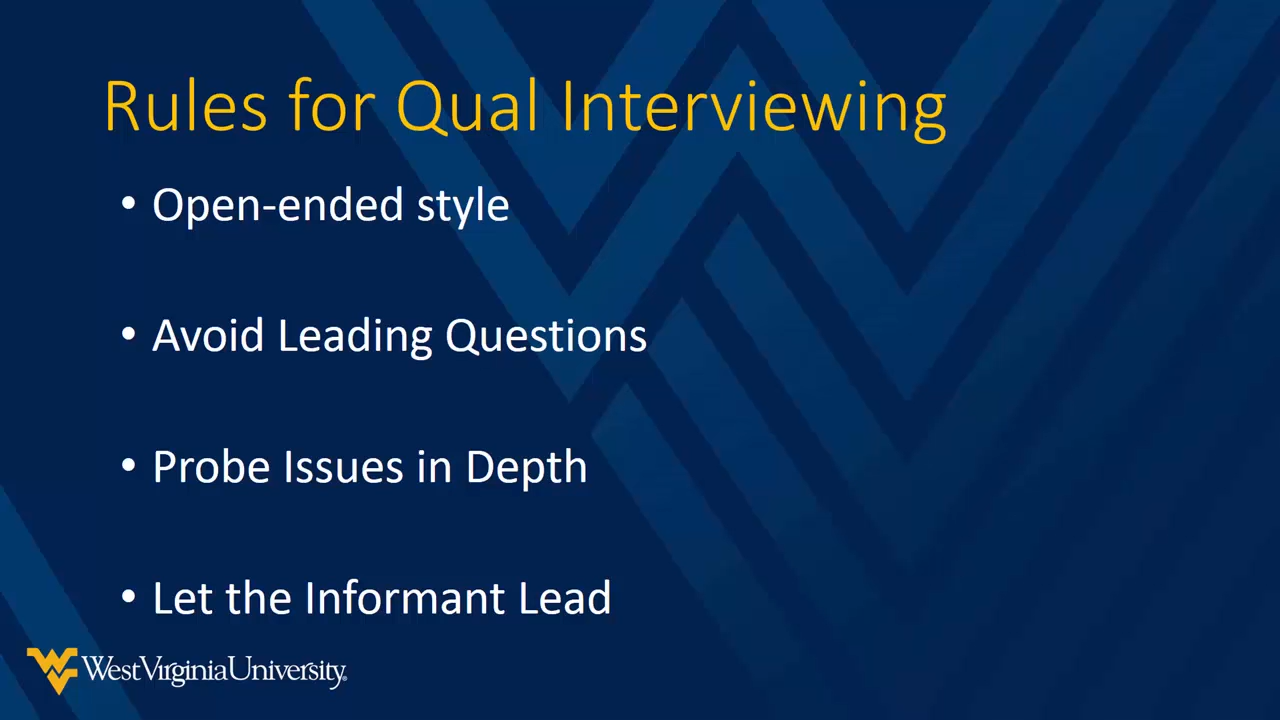 Rules for Qual Interviewing
• Open-ended style
• Avoid Leading Questions
• Probe Issues in Depth
• Let the Informant Lead
WestVirginiaUniversity.